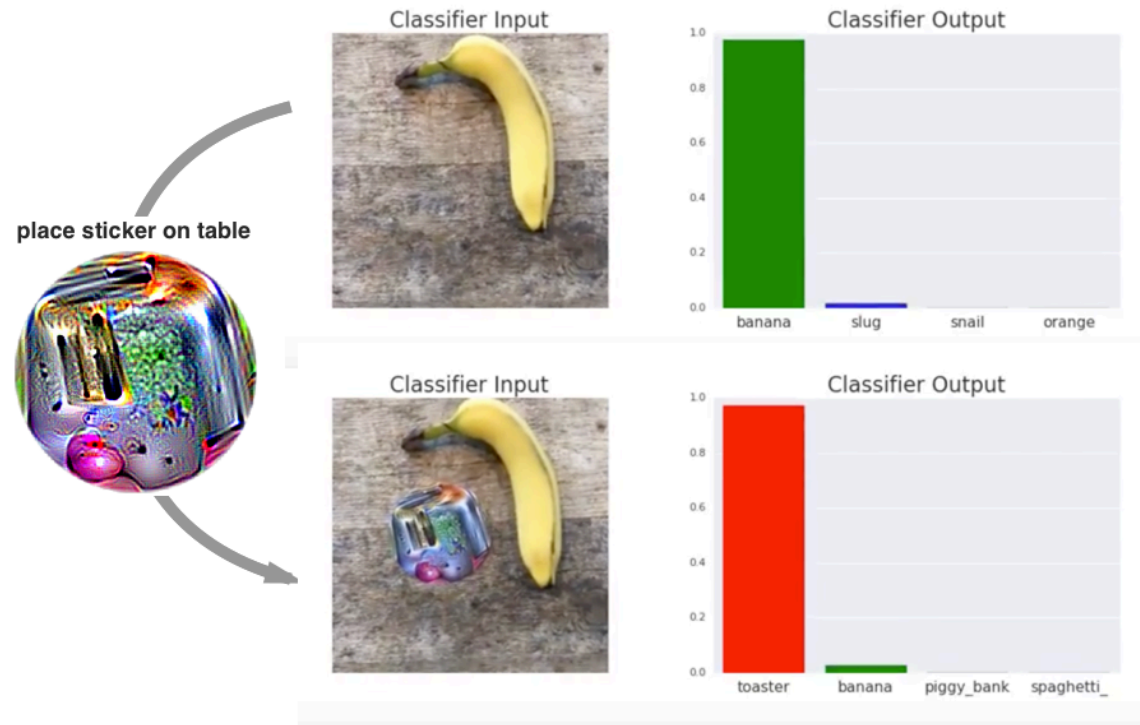 place sticker on table
Classifier Input
Classifier Output
1.0
0.8
0.6
0.4
0.2
0.0
banana slug snail orange
Classifier Input
Classifier Output
1.0
0.8
0.6
0.4
0.2
0.0
toaster banana piggy_bank spaghetti_